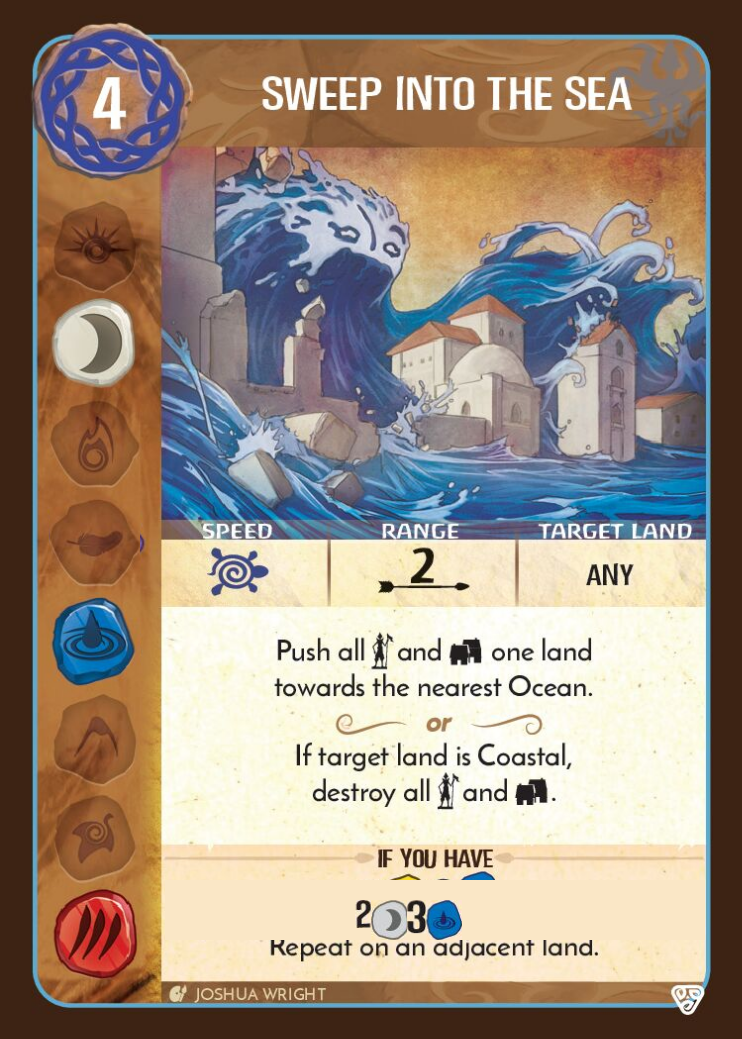 4
SWEEP INTO THE SEA
SPEED RANGE TARGET LAND
2
ANY
Push all and one land
towards the nearest Ocean.
or
If target land is Coastal,
destroy all and .
IF YOU HAVE
2 3
Repeat on an adjacent land.
JOSHUA WRIGHT